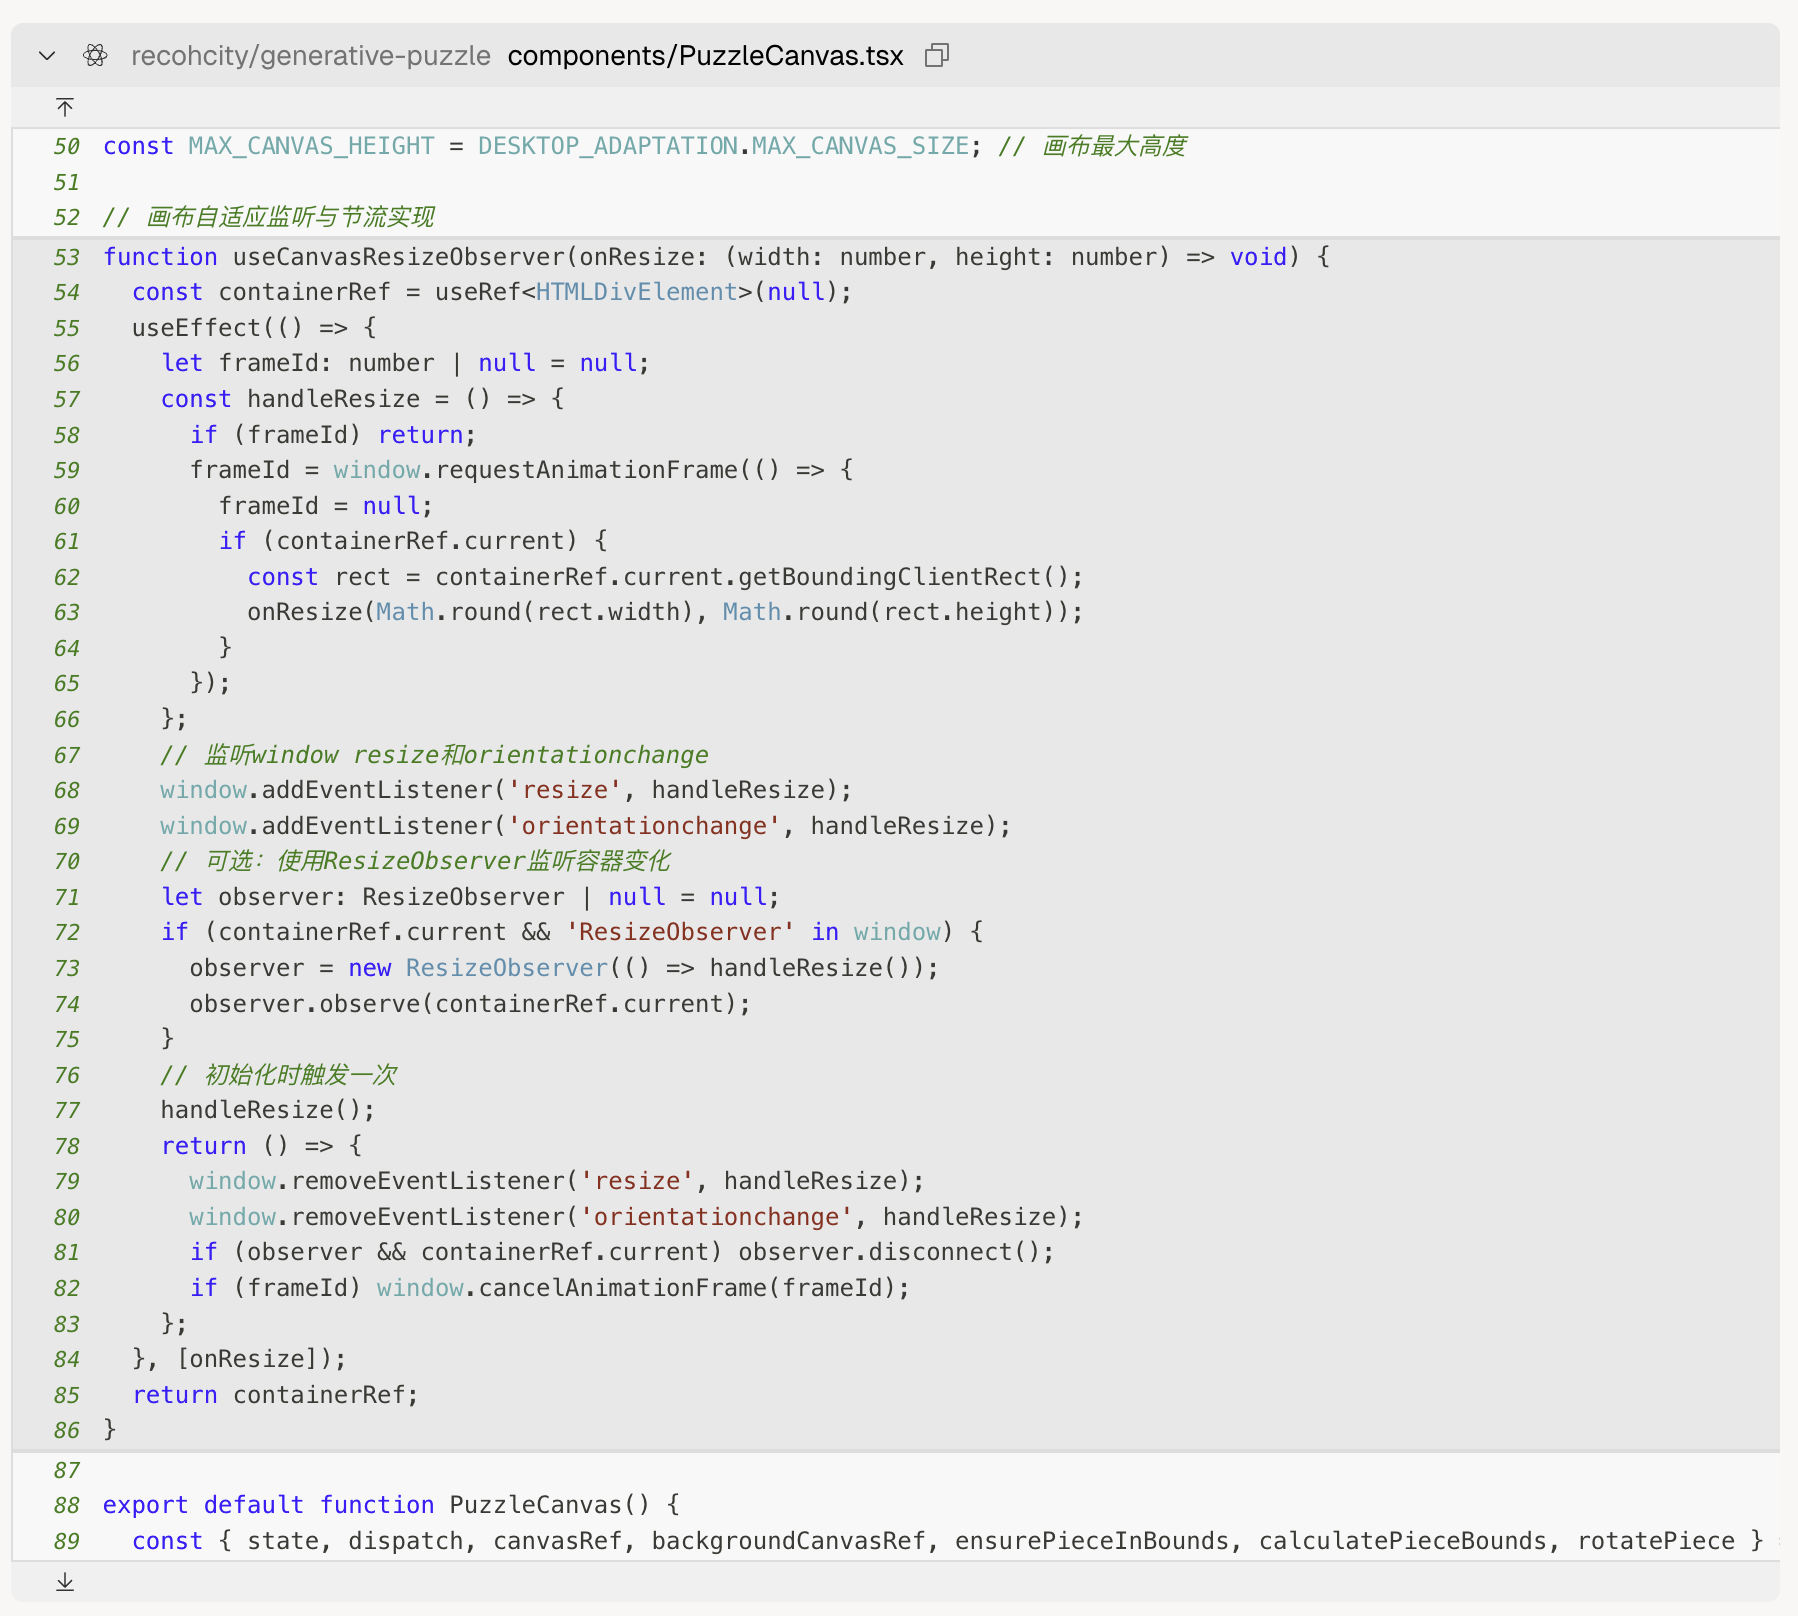 recohcity/generative-puzzle components/PuzzleCanvas.tsx
50 const MAX_CANVAS_HEIGHT = DESKTOP_ADAPTATION.MAX_CANVAS_SIZE; // 画布最大高度
51
52 // 画布自适应监听与节流实现
53 function useCanvasResizeObserver(onResize: (width: number, height: number) => void) {
54   const containerRef = useRef<HTMLDivElement>(null);
55   useEffect(() => {
56     let frameId: number | null = null;
57     const handleResize = () => {
58       if (frameId) return;
59       frameId = window.requestAnimationFrame(() => {
60         frameId = null;
61         if (containerRef.current) {
62           const rect = containerRef.current.getBoundingClientRect();
63           onResize(Math.round(rect.width), Math.round(rect.height));
64         }
65       });
66     };
67     // 监听window resize和orientationchange
68     window.addEventListener('resize', handleResize);
69     window.addEventListener('orientationchange', handleResize);
70     // 可选：使用ResizeObserver监听容器变化
71     let observer: ResizeObserver | null = null;
72     if (containerRef.current && 'ResizeObserver' in window) {
73       observer = new ResizeObserver(() => handleResize());
74       observer.observe(containerRef.current);
75     }
76     // 初始化时触发一次
77     handleResize();
78     return () => {
79       window.removeEventListener('resize', handleResize);
80       window.removeEventListener('orientationchange', handleResize);
81       if (observer && containerRef.current) observer.disconnect();
82       if (frameId) window.cancelAnimationFrame(frameId);
83     };
84   }, [onResize]);
85   return containerRef;
86 }
87
88 export default function PuzzleCanvas() {
89   const { state, dispatch, canvasRef, backgroundCanvasRef, ensurePieceInBounds, calculatePieceBounds, rotatePiece }